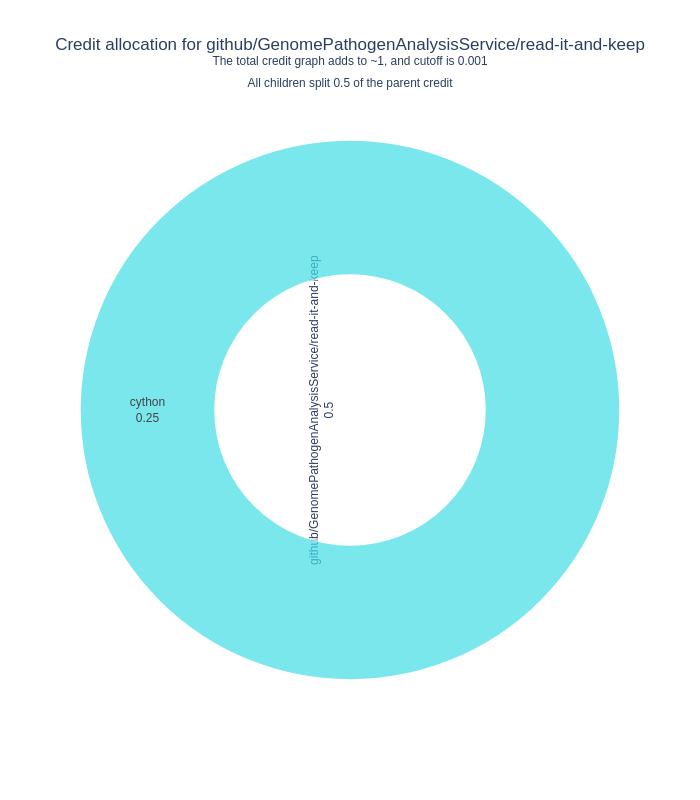 Credit allocation for github/GenomePathogenAnalysisService/read-it-and-keep
The total credit graph adds to ~1, and cutoff is 0.001
All children split 0.5 of the parent credit
cython
0.25
github/GenomePathogenAnalysisService/read-it-and-keep
0.5